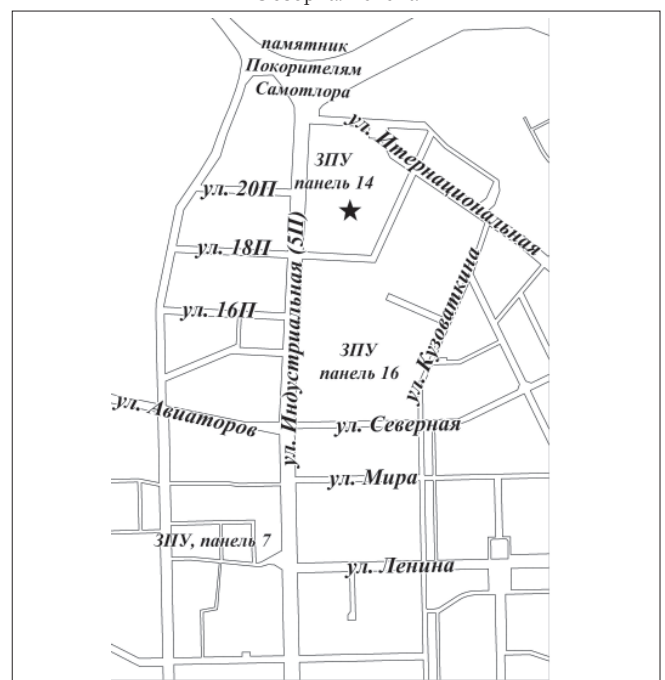 памятник
Покорителям
Самотлора
ул. Итернациональная
ЗПУ
панель 14
ул. 20П
ул. 18П
ул. Индустриальная (5П)
ул. Кузоваткина
ул. 16П
ЗПУ
панель 16
ул. Авиаторов
ул. Северная
ул. Мира
ЗПУ, панель 7
ул. Ленина